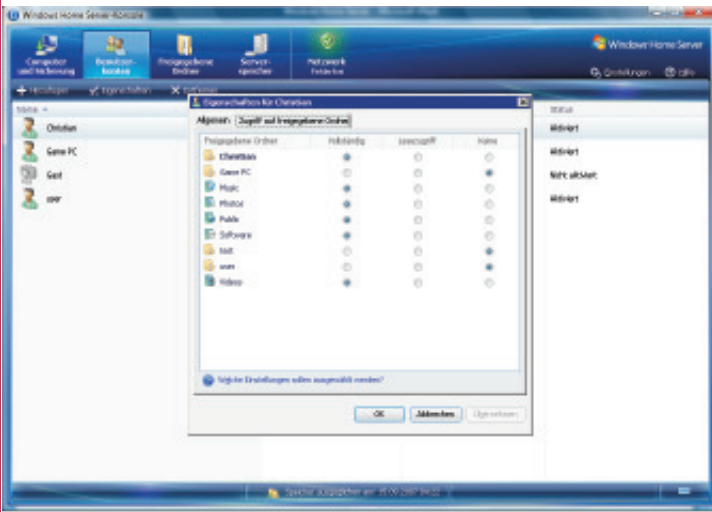 Windows Home Server-Konsole
Computer und Sicherung
Benutzer-konten
Freigegebene Ordner
Server-speicher
Netzwerk
Windows Home Server
Einstellungen
Hilfe
Hinzufügen
Eigenschaften
Entfernen
Name
Status
Christian
Aktiviert
Game PC
Aktiviert
Gast
Nicht aktiviert
user
Aktiviert
Eigenschaften für Christian
Allgemein
Zugriff auf freigegebene Ordner
Freigegebene Ordner
Vollständig
Lesezugriff
Keine
Christian
Game PC
Music
Photos
Public
Software
test
user
Videos
Welche Einstellungen sollen ausgewählt werden?
OK
Abbrechen
Übernehmen